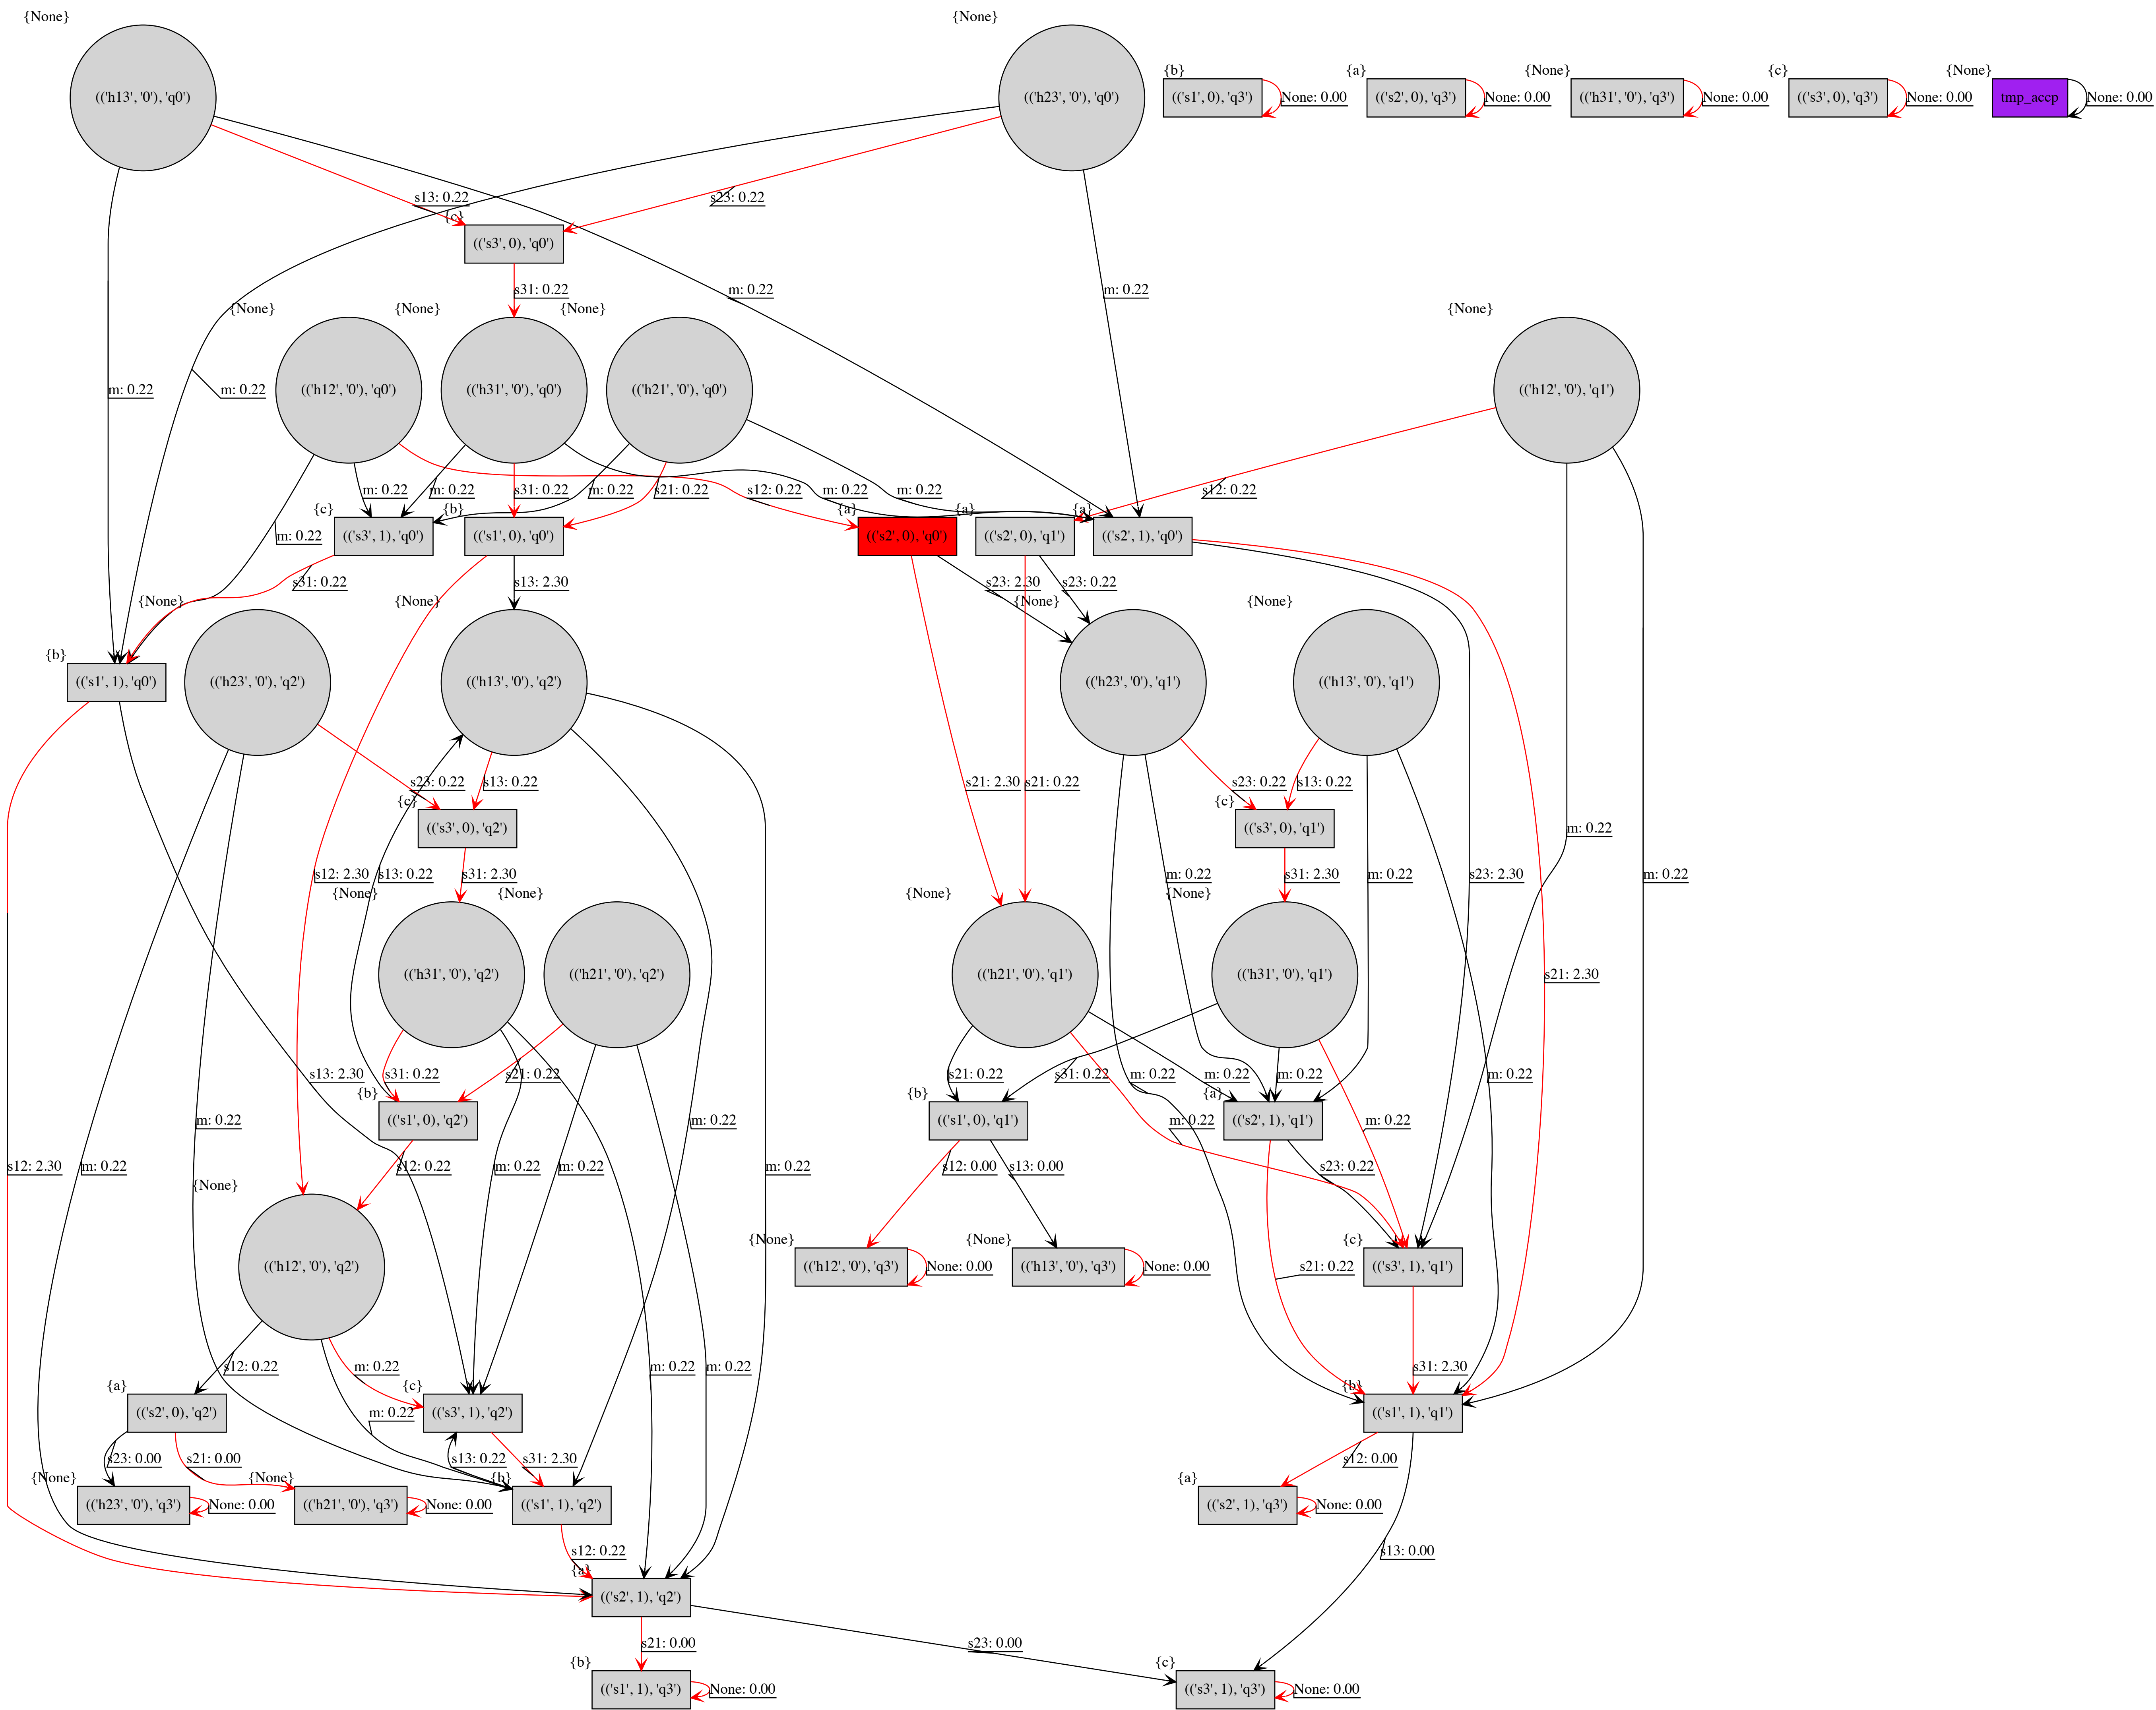 {None}
{None}
(('h13', '0'), 'q0')
(('h23', '0'), 'q0')
{b}
(('s1', 0), 'q3')
None: 0.00
{a}
(('s2', 0), 'q3')
None: 0.00
{None}
(('h31', '0'), 'q3')
None: 0.00
{c}
(('s3', 0), 'q3')
None: 0.00
{None}
tmp_accp
None: 0.00
s13: 0.22
s23: 0.22
{c}
(('s3', 0), 'q0')
s31: 0.22
m: 0.22
m: 0.22
{None}
{None}
{None}
{None}
m: 0.22
m: 0.22
(('h12', '0'), 'q0')
(('h31', '0'), 'q0')
(('h21', '0'), 'q0')
(('h12', '0'), 'q1')
m: 0.22
m: 0.22
s31: 0.22
m: 0.22
s21: 0.22
s12: 0.22
m: 0.22
m: 0.22
s12: 0.22
{c}
{b}
{a}
{a}
{a}
m: 0.22
(('s3', 1), 'q0')
(('s1', 0), 'q0')
(('s2', 0), 'q0')
(('s2', 0), 'q1')
(('s2', 1), 'q0')
s31: 0.22
s13: 2.30
s23: 2.30
s23: 0.22
{None}
{None}
{None}
{None}
{b}
(('s1', 1), 'q0')
(('h23', '0'), 'q2')
(('h13', '0'), 'q2')
(('h23', '0'), 'q1')
(('h13', '0'), 'q1')
s23: 0.22
s13: 0.22
s21: 2.30
s21: 0.22
s23: 0.22
s13: 0.22
{c}
{c}
(('s3', 0), 'q2')
(('s3', 0), 'q1')
m: 0.22
s12: 2.30
s13: 0.22
s31: 2.30
m: 0.22
s31: 2.30
m: 0.22
s23: 2.30
m: 0.22
{None}
{None}
{None}
{None}
(('h31', '0'), 'q2')
(('h21', '0'), 'q2')
(('h21', '0'), 'q1')
(('h31', '0'), 'q1')
s21: 2.30
s13: 2.30
s31: 0.22
s21: 0.22
s21: 0.22
s31: 0.22
m: 0.22
m: 0.22
m: 0.22
m: 0.22
{b}
{b}
{a}
m: 0.22
(('s1', 0), 'q2')
m: 0.22
(('s1', 0), 'q1')
m: 0.22
(('s2', 1), 'q1')
m: 0.22
s12: 2.30
m: 0.22
s12: 0.22
m: 0.22
m: 0.22
m: 0.22
s12: 0.00
s13: 0.00
s23: 0.22
{None}
{None}
{None}
{c}
(('h12', '0'), 'q2')
(('h12', '0'), 'q3')
None: 0.00
(('h13', '0'), 'q3')
None: 0.00
s21: 0.22
(('s3', 1), 'q1')
s12: 0.22
m: 0.22
m: 0.22
m: 0.22
s31: 2.30
{a}
{c}
{b}
(('s2', 0), 'q2')
m: 0.22
(('s3', 1), 'q2')
(('s1', 1), 'q1')
s23: 0.00
s21: 0.00
s13: 0.22
s31: 2.30
s12: 0.00
{None}
{None}
{b}
{a}
(('h23', '0'), 'q3')
None: 0.00
(('h21', '0'), 'q3')
None: 0.00
(('s1', 1), 'q2')
(('s2', 1), 'q3')
None: 0.00
s12: 0.22
s13: 0.00
{a}
(('s2', 1), 'q2')
s21: 0.00
s23: 0.00
{b}
{c}
(('s1', 1), 'q3')
None: 0.00
(('s3', 1), 'q3')
None: 0.00